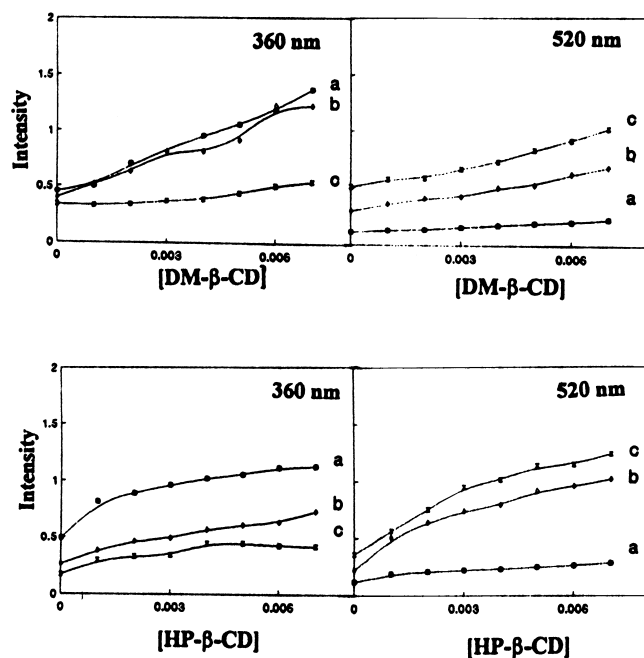 360 nm
520 nm
Intensity
2
1.5
1
0.5
0
a
b
c
c
b
a
0.003
0.006
0
0.003
0.006
[DM-β-CD]
[DM-β-CD]
360 nm
520 nm
Intensity
2
1.5
1
0.5
0
a
b
c
c
b
a
0
0.003
0.006
0
0.003
0.006
[HP-β-CD]
[HP-β-CD]